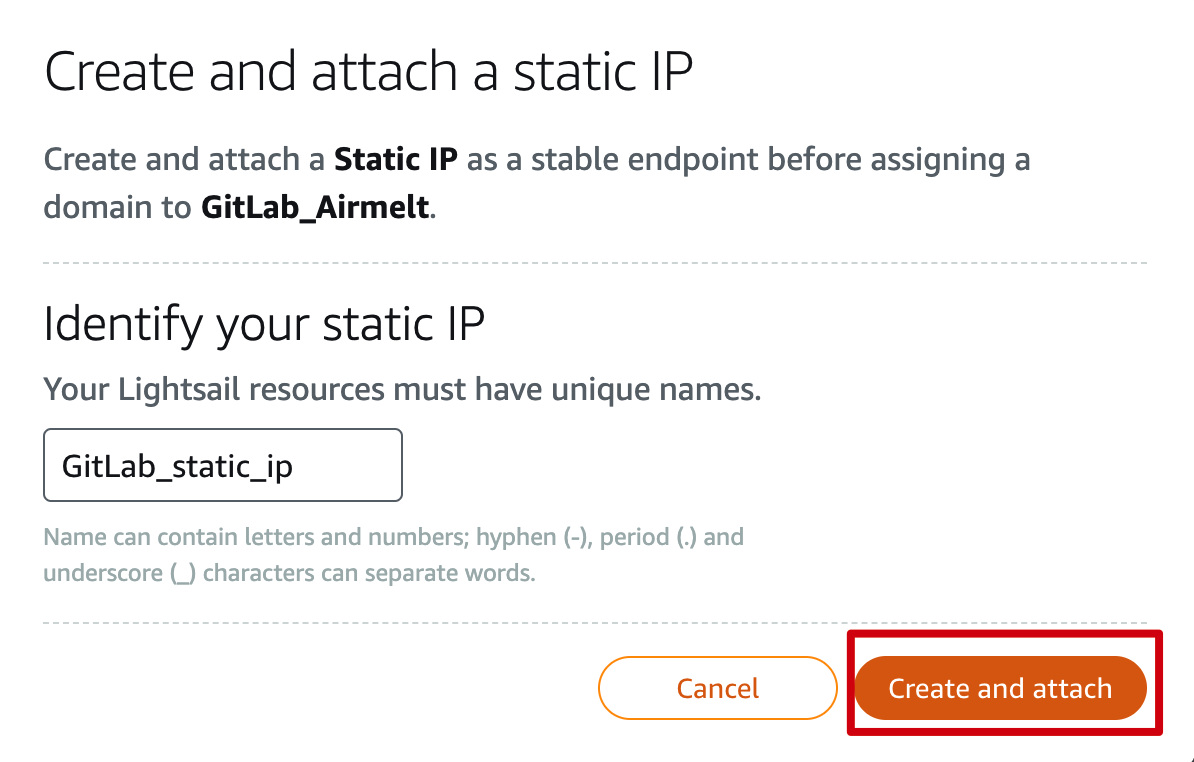 Create and attach a static IP
Create and attach a Static IP as a stable endpoint before assigning a
domain to GitLab_Airmelt.
Identify your static IP
Your Lightsail resources must have unique names.
GitLab_static_ip
Name can contain letters and numbers; hyphen (-), period (.) and
underscore (_) characters can separate words.
Cancel
Create and attach